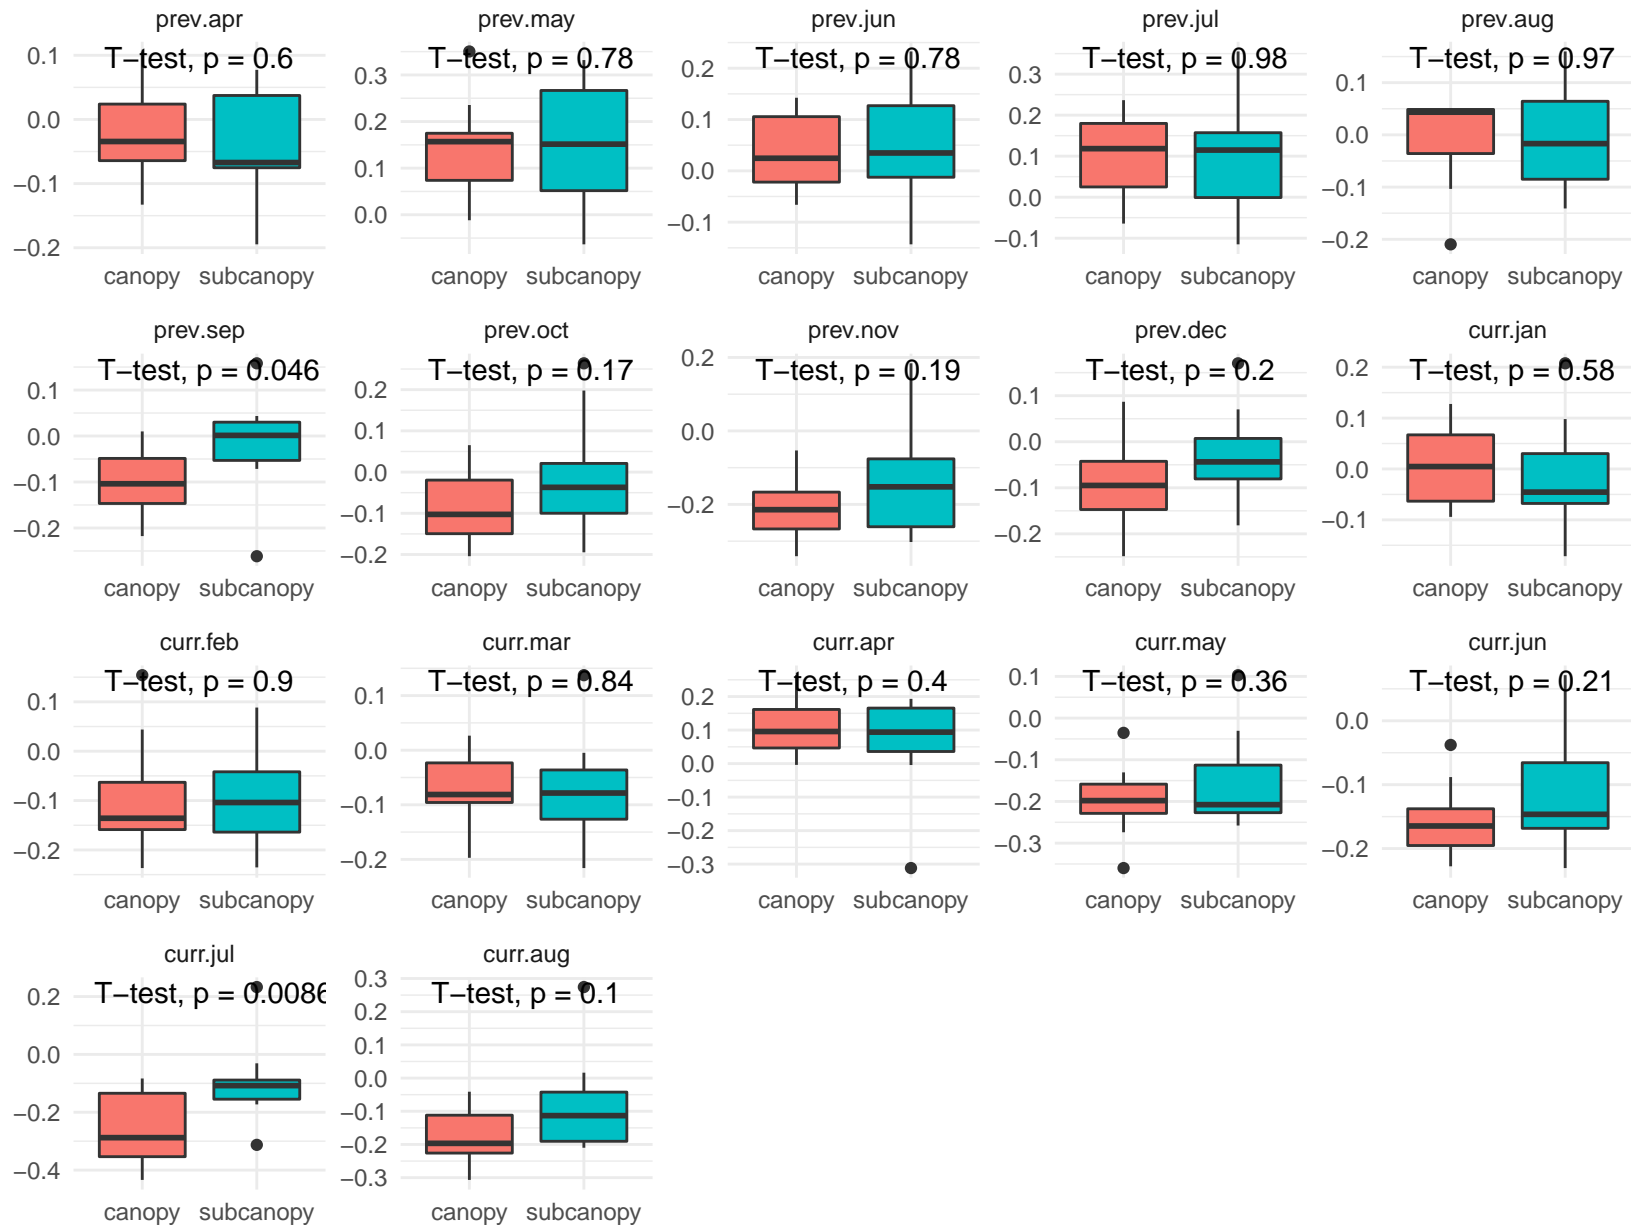 prev.apr prev.may prev.jun prev.jul prev.aug
T−test, p = 0.6 T−test, p = 0.78 T−test, p = 0.78 T−test, p = 0.98 T−test, p = 0.97
0.1 0.0 −0.1 −0.2
0.3 0.2 0.1 0.0
0.2 0.1 0.0 −0.1
0.3 0.2 0.1 0.0 −0.1
0.1 0.0 −0.1 −0.2
canopy subcanopy canopy subcanopy canopy subcanopy canopy subcanopy canopy subcanopy
prev.sep prev.oct prev.nov prev.dec curr.jan
T−test, p = 0.046 T−test, p = 0.17 T−test, p = 0.19 T−test, p = 0.2 T−test, p = 0.58
0.1 0.0 −0.1 −0.2
0.2 0.1 0.0 −0.1 −0.2
0.2 0.0 −0.2
0.1 0.0 −0.1 −0.2
0.2 0.1 0.0 −0.1
canopy subcanopy canopy subcanopy canopy subcanopy canopy subcanopy canopy subcanopy
curr.feb curr.mar curr.apr curr.may curr.jun
T−test, p = 0.9 T−test, p = 0.84 T−test, p = 0.4 T−test, p = 0.36 T−test, p = 0.21
0.1 0.0 −0.1 −0.2
0.1 0.0 −0.1 −0.2
0.2 0.1 0.0 −0.1 −0.2 −0.3
0.1 0.0 −0.1 −0.2 −0.3
0.0 −0.1 −0.2
canopy subcanopy canopy subcanopy canopy subcanopy canopy subcanopy canopy subcanopy
curr.jul curr.aug
T−test, p = 0.0086 T−test, p = 0.1
0.2 0.0 −0.2 −0.4
0.3 0.2 0.1 0.0 −0.1 −0.2 −0.3
canopy subcanopy canopy subcanopy